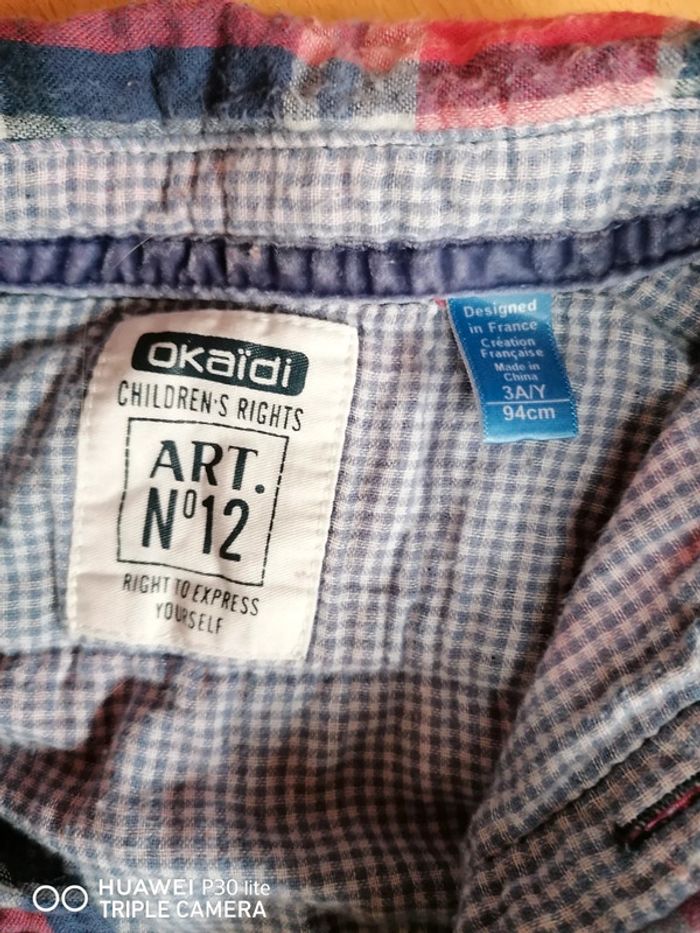 OKaïdi
CHILDREN'S RIGHTS
ART.
Nº12
RIGHT TO EXPRESS
YOURSELF
Designed
in France
Création
Française
Made in
China
3A/Y
94cm
HUAWEI P30 lite
TRIPLE CAMERA